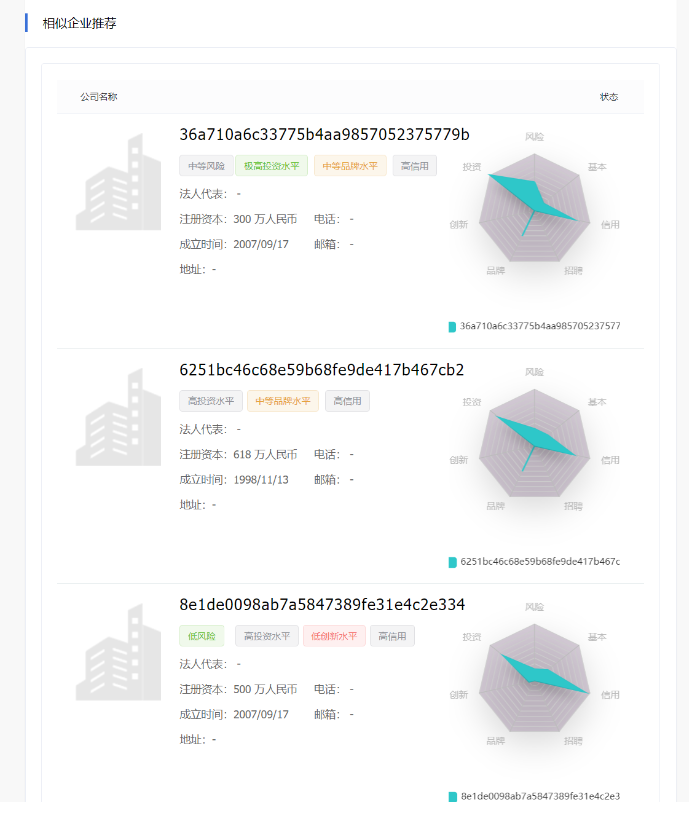 相似企业推荐
公司名称 状态
36a710a6c33775b4aa9857052375779b
中等风险 极高投资水平 中等品牌水平 高信用
法人代表： -
注册资本：300 万人民币 电话： -
成立时间：2007/09/17 邮箱： -
地址： -
风险
投资 基本
创新 信用
品牌 招聘
36a710a6c33775b4aa985705237577
6251bc46c68e59b68fe9de417b467cb2
高投资水平 中等品牌水平 高信用
法人代表： -
注册资本：618 万人民币 电话： -
成立时间：1998/11/13 邮箱： -
地址： -
风险
投资 基本
创新 信用
品牌 招聘
6251bc46c68e59b68fe9de417b467c
8e1de0098ab7a5847389fe31e4c2e334
低风险 高投资水平 低创新水平 高信用
法人代表： -
注册资本：500 万人民币 电话： -
成立时间：2007/09/17 邮箱： -
地址： -
风险
投资 基本
创新 信用
品牌 招聘
8e1de0098ab7a5847389fe31e4c2e3